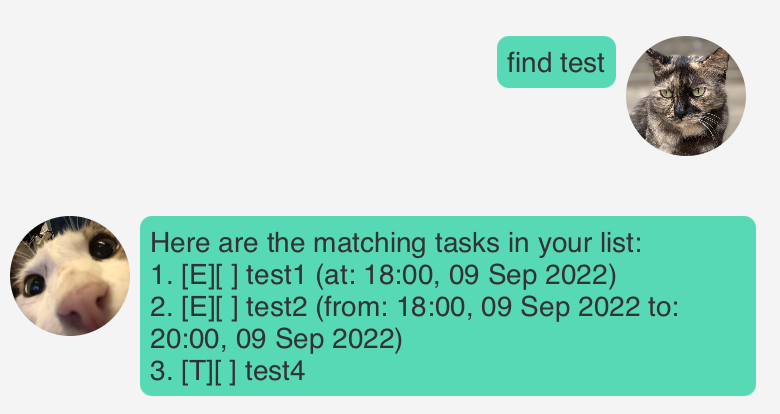 find test
Here are the matching tasks in your list:
1. [E][ ] test1 (at: 18:00, 09 Sep 2022)
2. [E][ ] test2 (from: 18:00, 09 Sep 2022 to:
20:00, 09 Sep 2022)
3. [T][ ] test4